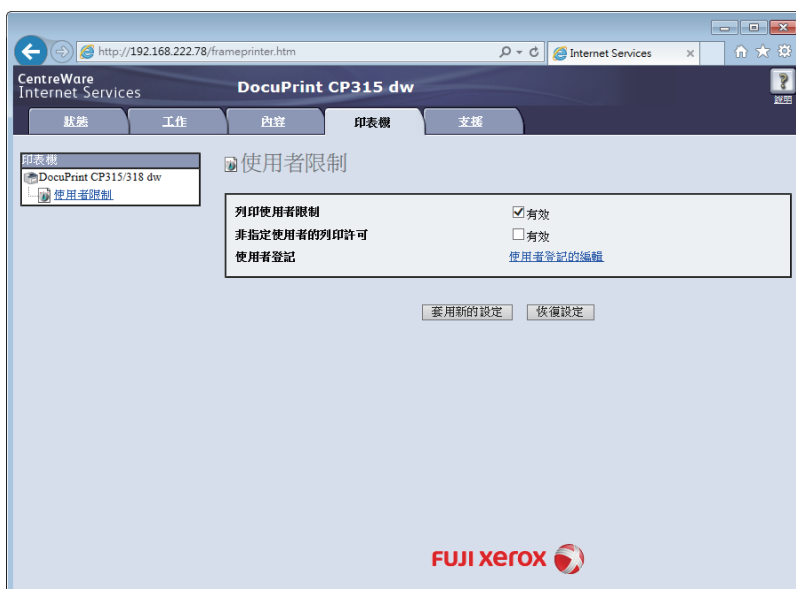 http://192.168.222.78/frameprinter.htm
Internet Services
CentreWare
Internet Services
DocuPrint CP315 dw
說明
狀態
工作
內容
印表機
支援
印表機
DocuPrint CP315/318 dw
使用者限制
使用者限制
列印使用者限制
有效
非指定使用者的列印許可
有效
使用者登記
使用者登記的編輯
套用新的設定
恢復設定
FUJI xerox